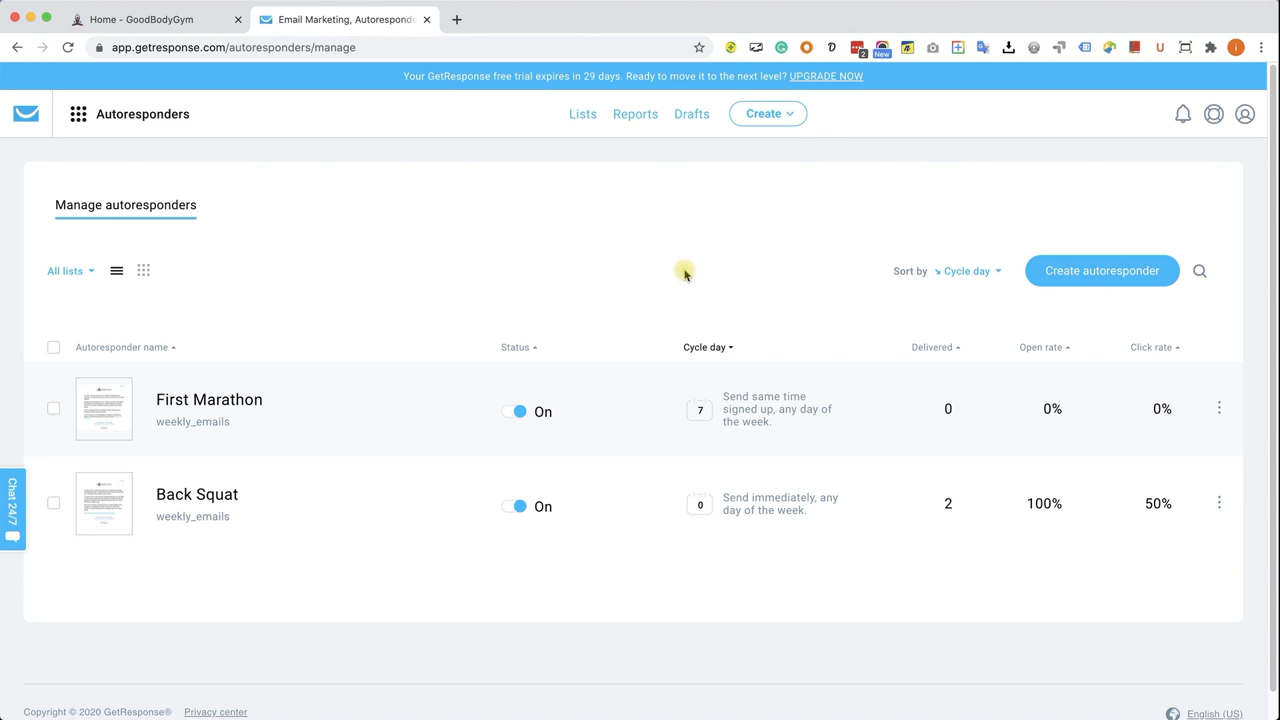 Home - GoodBodyGym
Email Marketing, Autoresponde
app.getresponse.com/autoresponders/manage
2
New
Your GetResponse free trial expires in 29 days. Ready to move it to the next level? UPGRADE NOW
Autoresponders
Lists
Reports
Drafts
Create
Manage autoresponders
All lists
Sort by
Cycle day
Create autoresponder
Autoresponder name
Status
Cycle day
Delivered
Open rate
Click rate
First Marathon
weekly_emails
On
7
Send same time
signed up, any day of
the week.
0
0%
0%
Back Squat
weekly_emails
On
0
Send immediately, any
day of the week.
2
100%
50%
Chat 24/7
Copyright © 2020 GetResponse®
Privacy center
English (US)